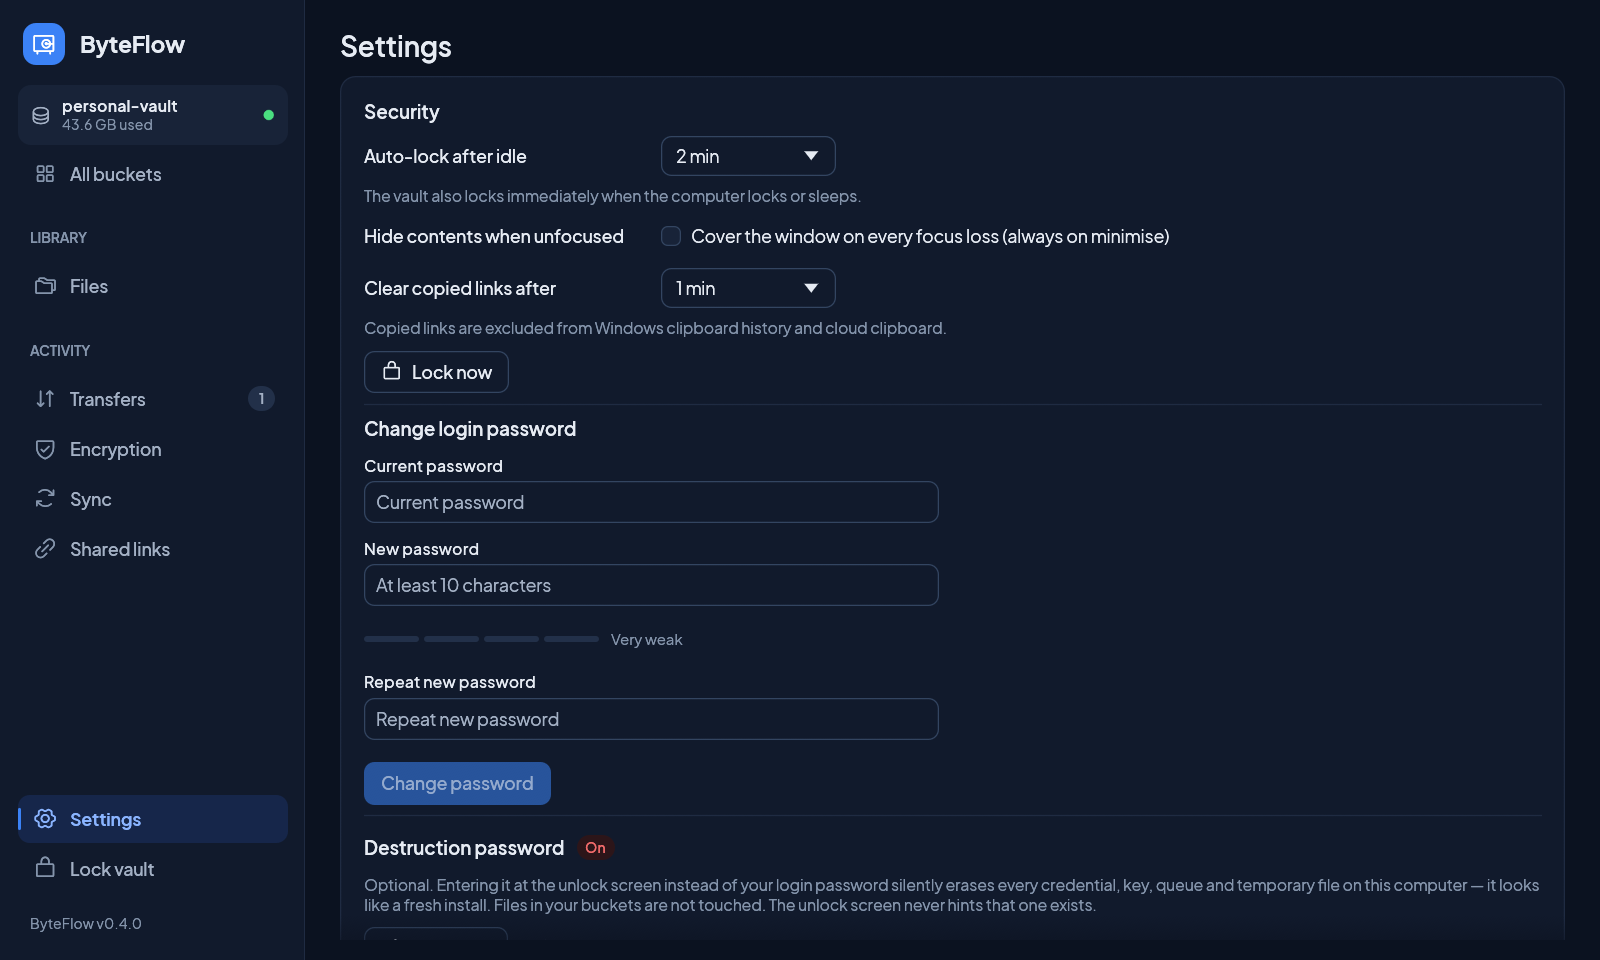 ByteFlow
personal-vault
43.6 GB used
All buckets
LIBRARY
Files
ACTIVITY
Transfers
1
Encryption
Sync
Shared links
Settings
Lock vault
ByteFlow v0.4.0
Settings
Security
Auto-lock after idle
2 min
The vault also locks immediately when the computer locks or sleeps.
Hide contents when unfocused
Cover the window on every focus loss (always on minimise)
Clear copied links after
1 min
Copied links are excluded from Windows clipboard history and cloud clipboard.
Lock now
Change login password
Current password
Current password
New password
At least 10 characters
Very weak
Repeat new password
Repeat new password
Change password
Destruction password
On
Optional. Entering it at the unlock screen instead of your login password silently erases every credential, key, queue and temporary file on this computer — it looks
like a fresh install. Files in your buckets are not touched. The unlock screen never hints that one exists.